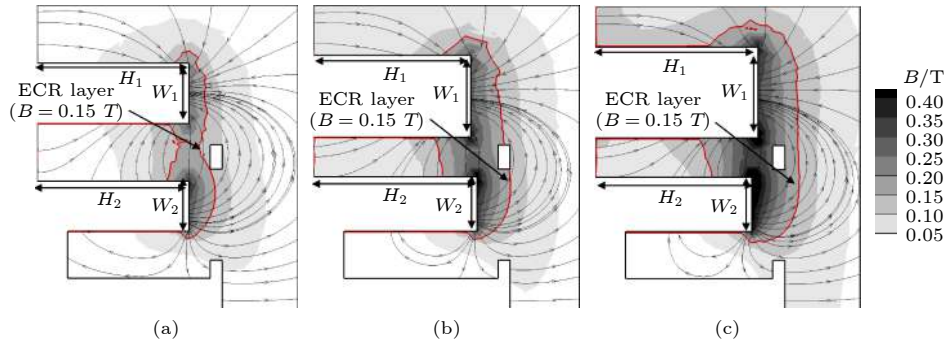 H₁
ECR layer
(B = 0.15 T)
W₁
H₂
W₂
(a)
H₁
W₁
ECR layer
(B = 0.15 T)
H₂
W₂
(b)
H₁
W₁
ECR layer
(B = 0.15 T)
H₂
W₂
(c)
B/T
0.40
0.35
0.30
0.25
0.20
0.15
0.10
0.05